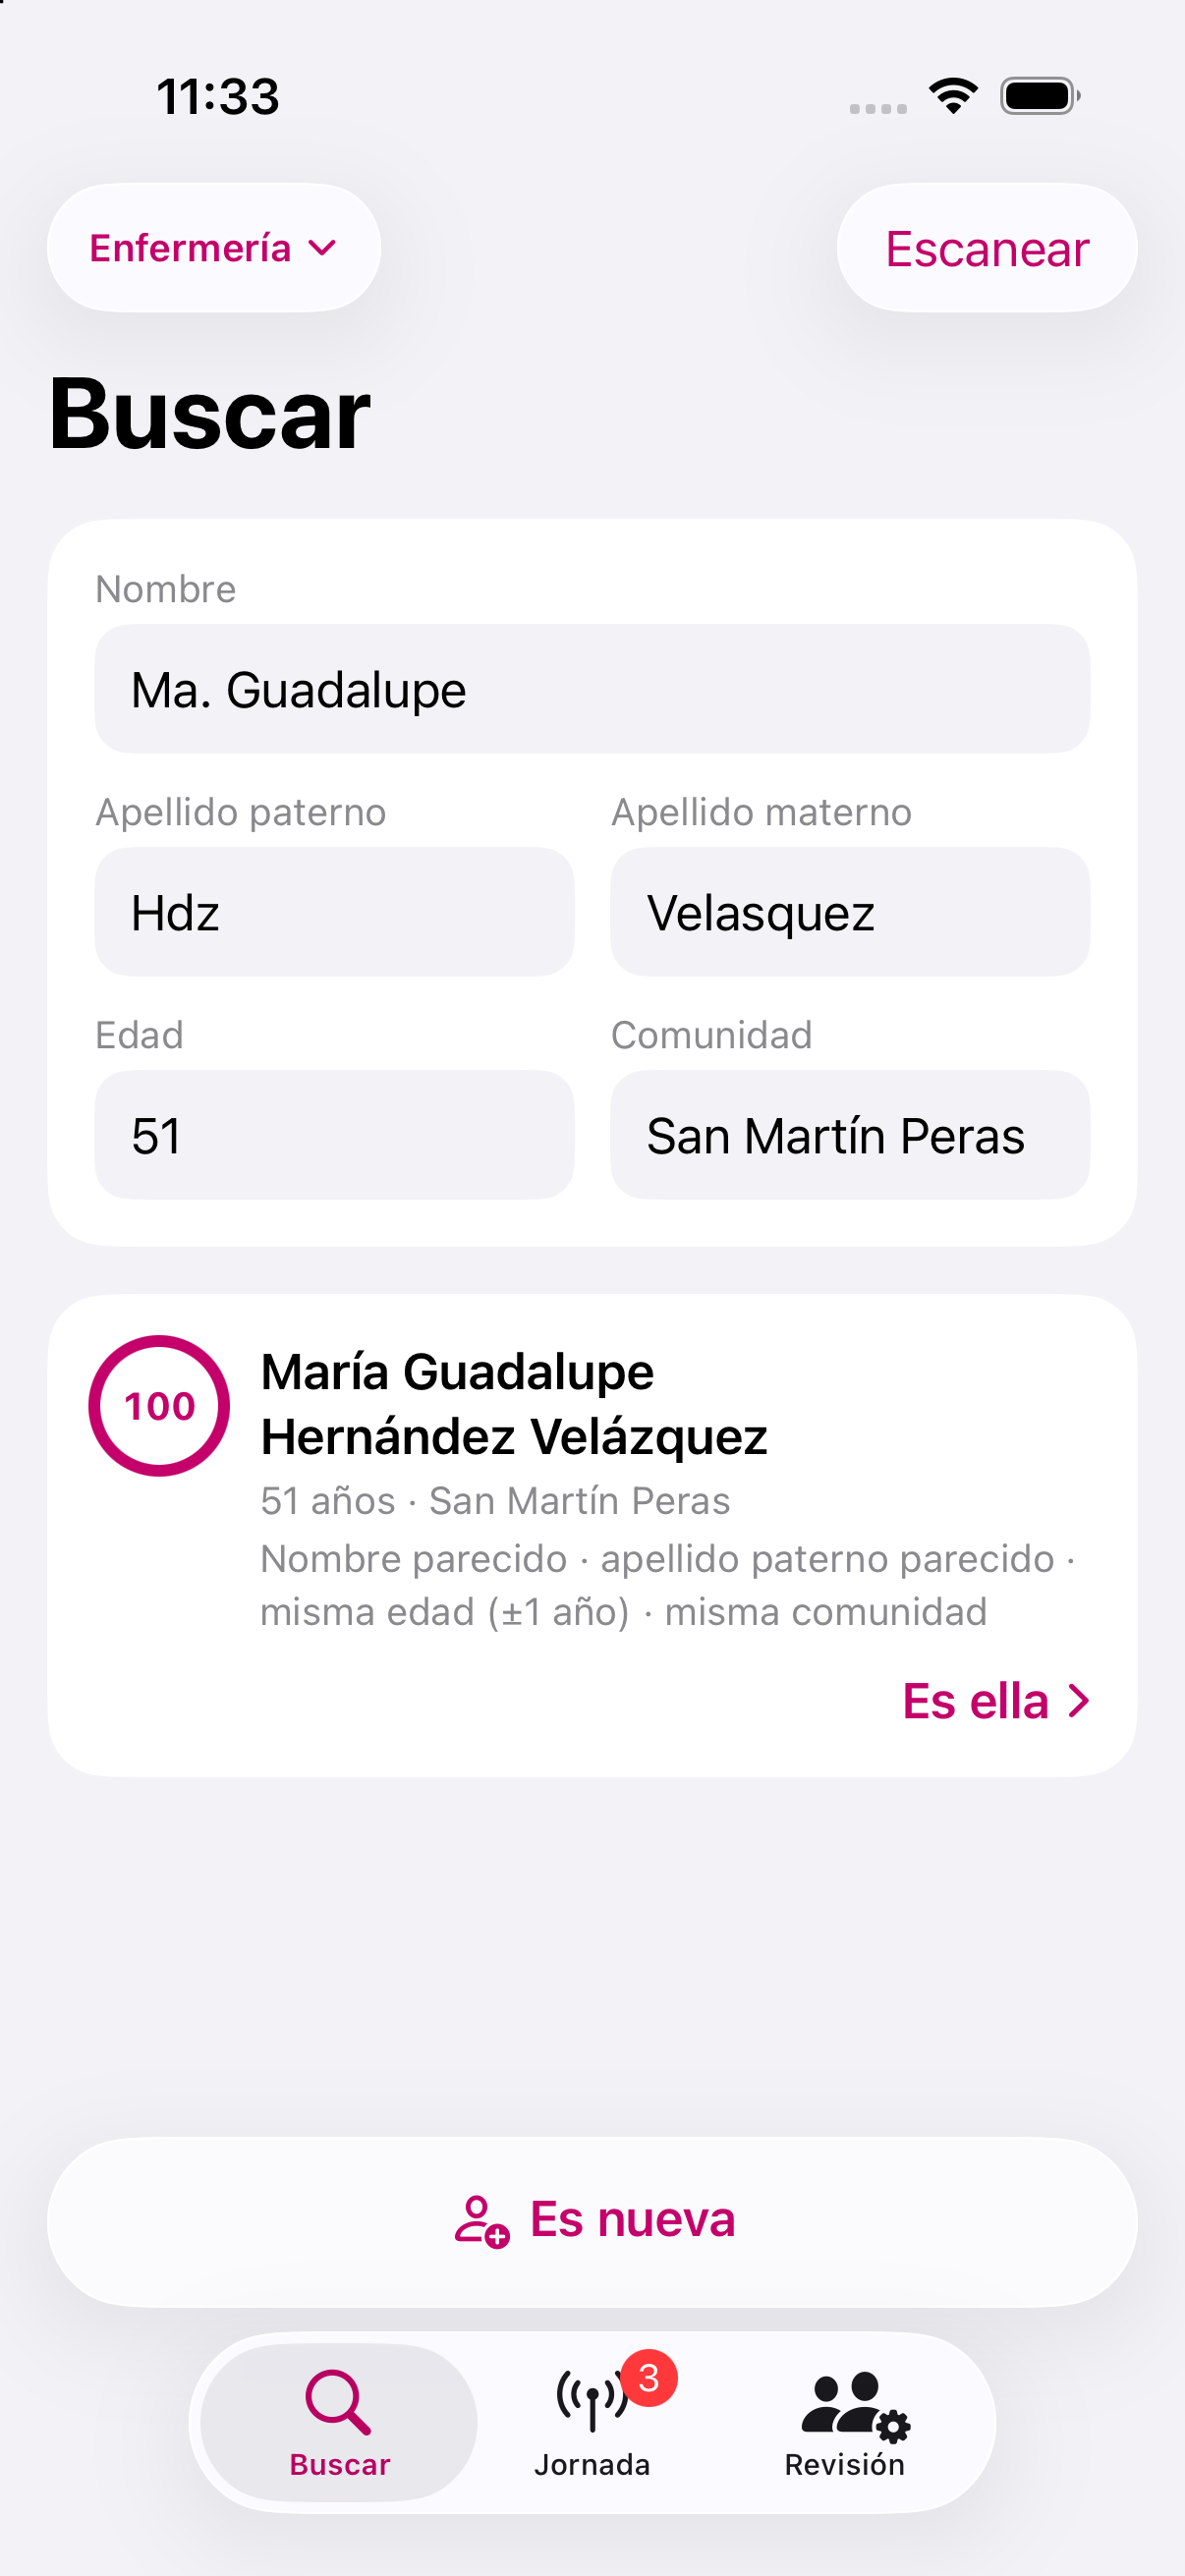 11:33
Enfermería
Escanear
Buscar
Nombre
Ma. Guadalupe
Apellido paterno
Apellido materno
Hdz
Velasquez
Edad
Comunidad
51
San Martín Peras
100
María Guadalupe
Hernández Velázquez
51 años · San Martín Peras
Nombre parecido · apellido paterno parecido ·
misma edad (±1 año) · misma comunidad
Es ella
Es nueva
3
Buscar
Jornada
Revisión